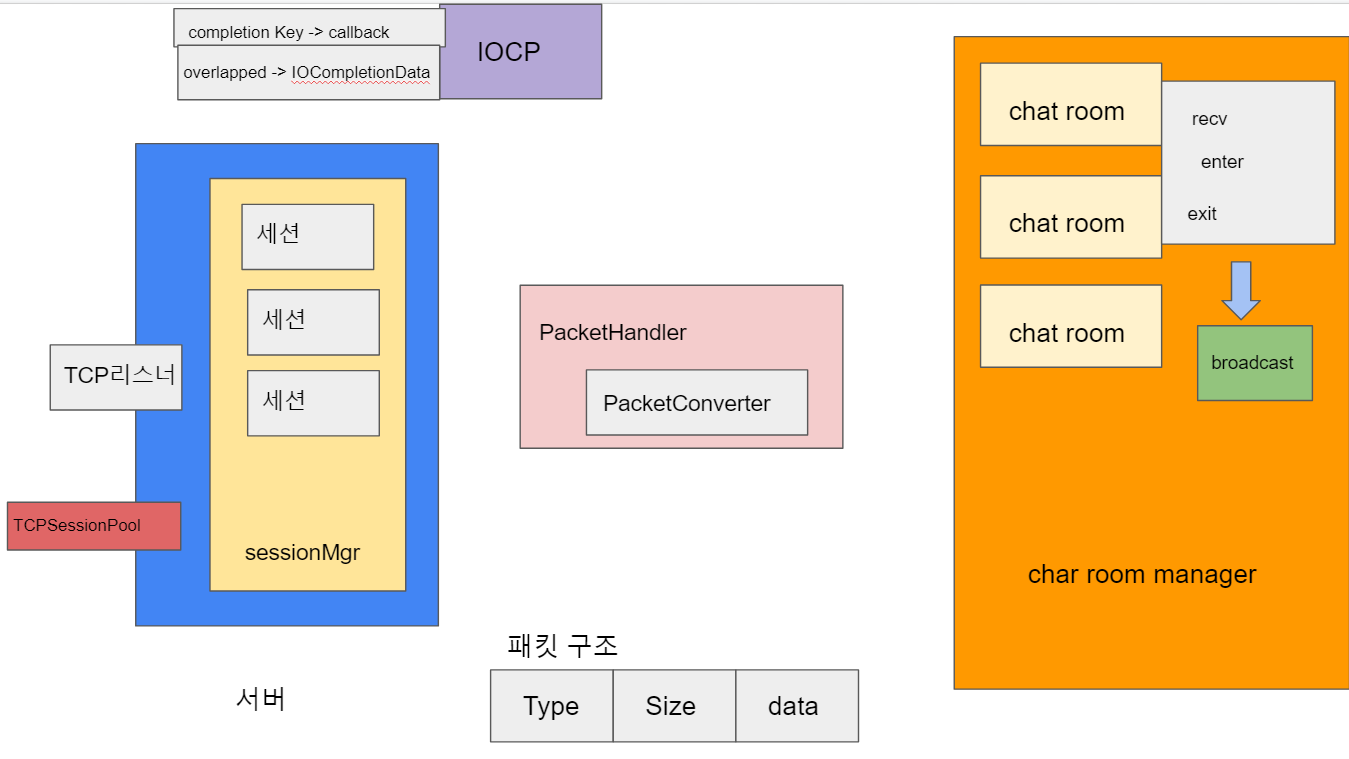 completion Key -> callback
overlapped -> IOCompletionData
IOCP
세션
세션
세션
TCP리스너
TCPSessionPool
sessionMgr
서버
PacketHandler
PacketConverter
패킷 구조
Type
Size
data
chat room
chat room
chat room
recv
enter
exit
broadcast
char room manager